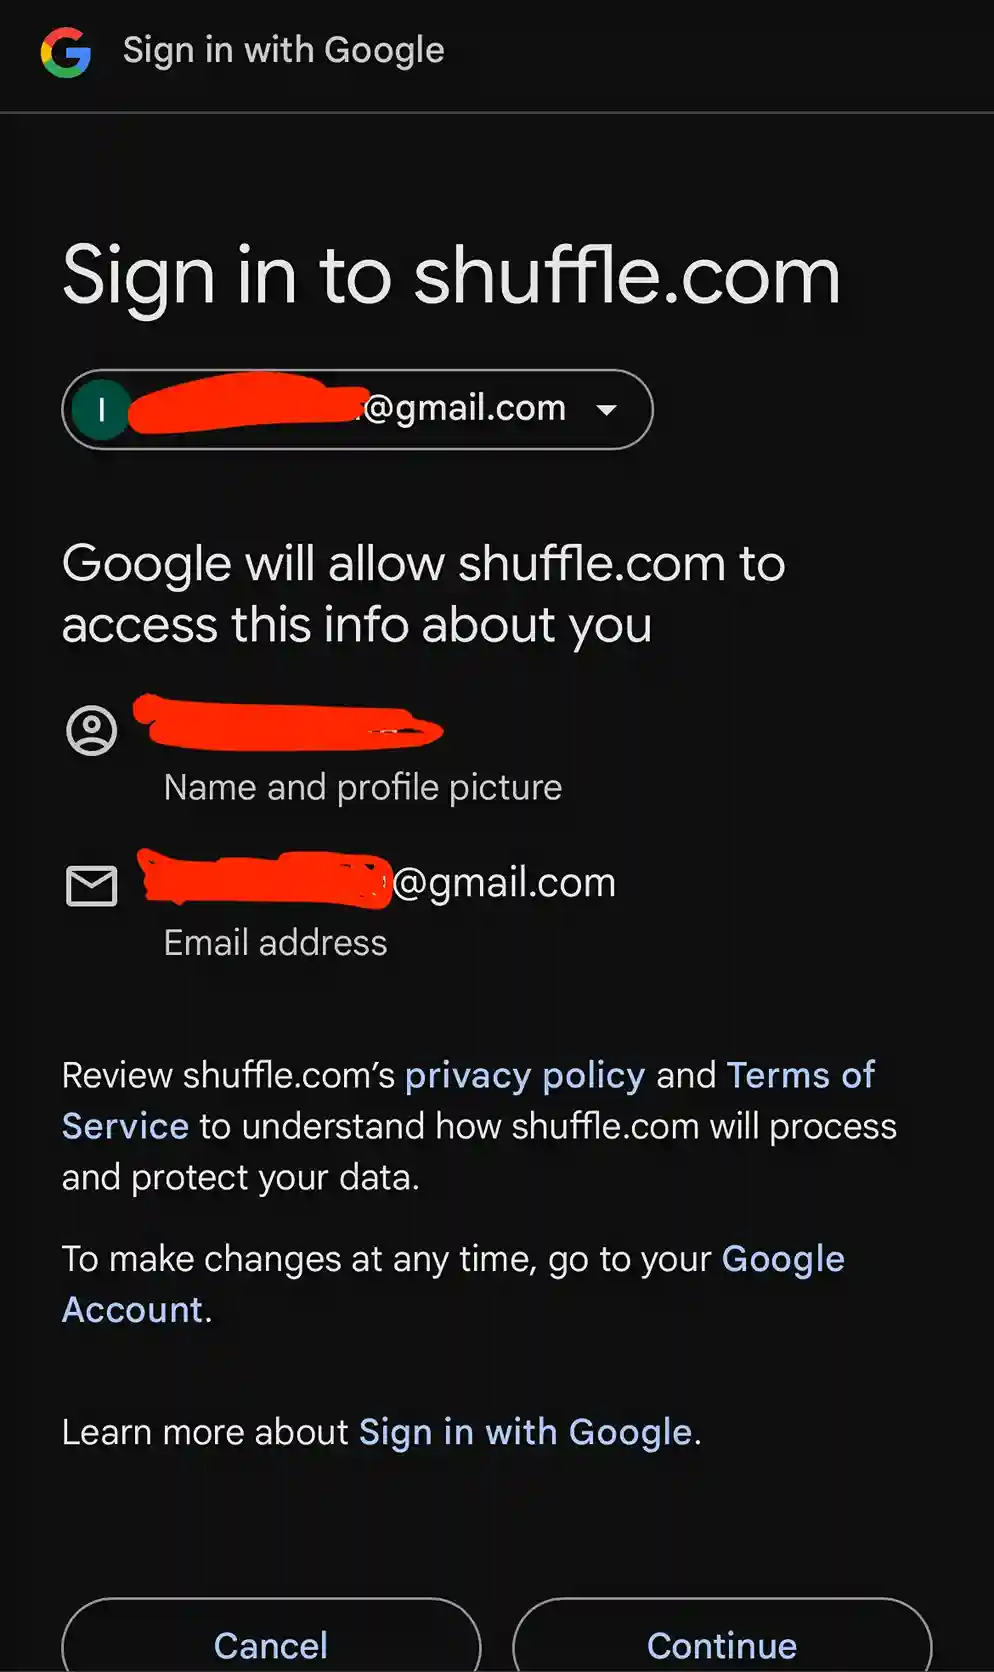 Sign in with Google
Sign in to shuffle.com
I
@gmail.com
Google will allow shuffle.com to
access this info about you
Name and profile picture
@gmail.com
Email address
Review shuffle.com’s privacy policy and Terms of
Service to understand how shuffle.com will process
and protect your data.
To make changes at any time, go to your Google
Account.
Learn more about Sign in with Google.
Cancel
Continue